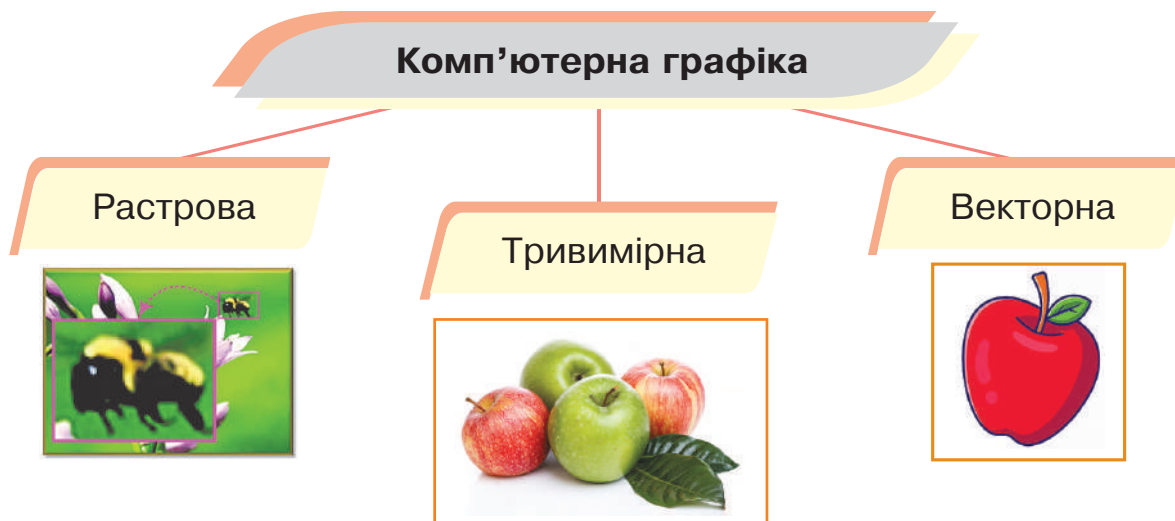 Комп’ютерна графіка
Растрова
Тривимірна
Векторна